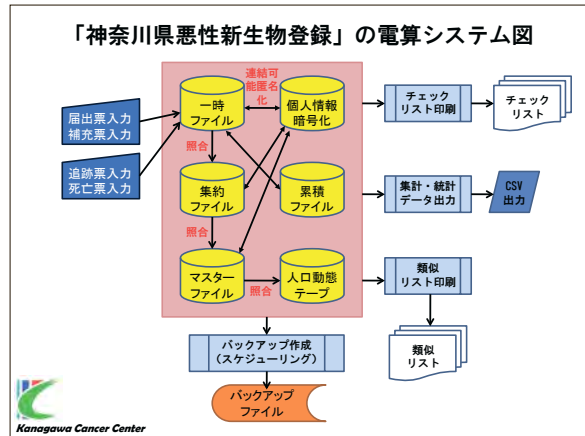 「神奈川県悪性新生物登録」の電算システム図
連結可
能匿名
化
一時
ファイル
個人情報
暗号化
チェック
リスト印刷
チェック
リスト
届出票入力
補充票入力
照合
追跡票入力
死亡票入力
集約
ファイル
累積
ファイル
集計・統計
データ出力
CSV
出力
照合
マスター
ファイル
照合
人口動態
テープ
類似
リスト印刷
バックアップ作成
（スケジューリング）
類似
リスト
バックアップ
ファイル
Kanagawa Cancer Center